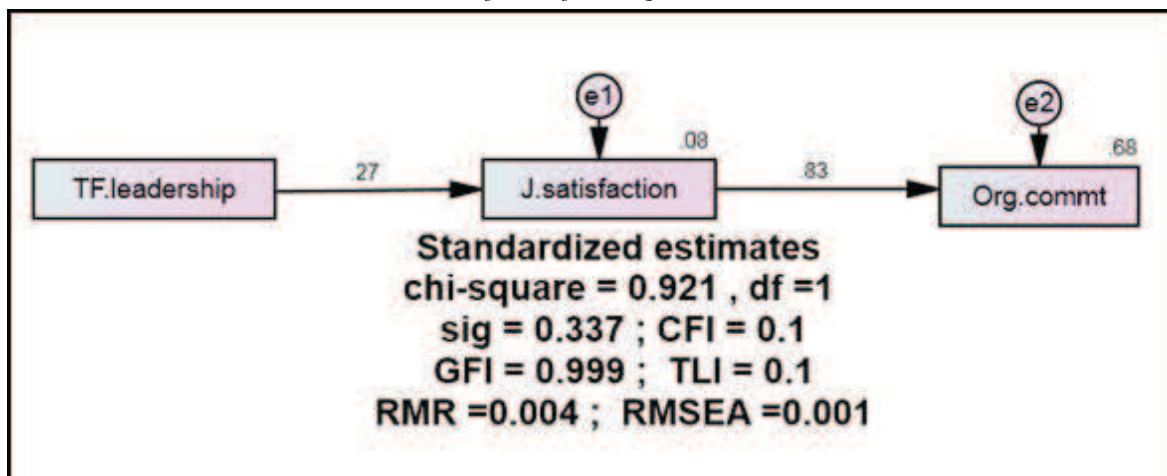 e1
e2
.08
.68
TF.leadership
.27
J.satisfaction
.83
Org.commt
Standardized estimates
chi-square = 0.921 , df =1
sig = 0.337 ; CFI = 0.1
GFI = 0.999 ; TLI = 0.1
RMR =0.004 ; RMSEA =0.001